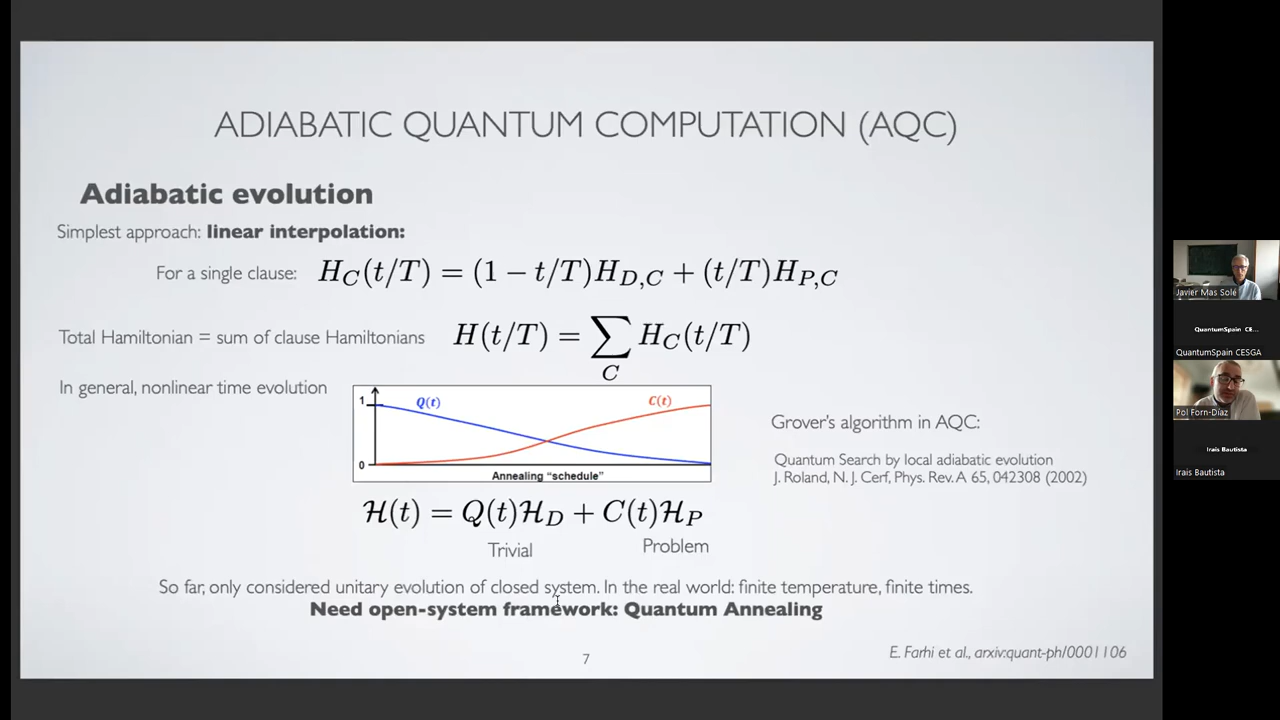 ADIABATIC QUANTUM COMPUTATION (AQC)
Adiabatic evolution
Simplest approach: linear interpolation:
For a single clause: H_C(t/T) = (1 − t/T)H_{D,C} + (t/T)H_{P,C}
Total Hamiltonian = sum of clause Hamiltonians H(t/T) = ∑_C H_C(t/T)
In general, nonlinear time evolution
1
Q(t)
C(t)
0
Annealing “schedule”
ℋ(t) = Q(t)ℋ_D + C(t)ℋ_P
Trivial
Problem
Grover's algorithm in AQC:
Quantum Search by local adiabatic evolution
J. Roland, N. J. Cerf, Phys. Rev. A 65, 042308 (2002)
So far, only considered unitary evolution of closed system. In the real world: finite temperature, finite times.
Need open-system framework: Quantum Annealing
7
E. Farhi et al., arxiv:quant-ph/0001106
Javier Mas Solé
QuantumSpain CE...
QuantumSpain CESGA
Pol Forn-Díaz
Irais Bautista
Irais Bautista